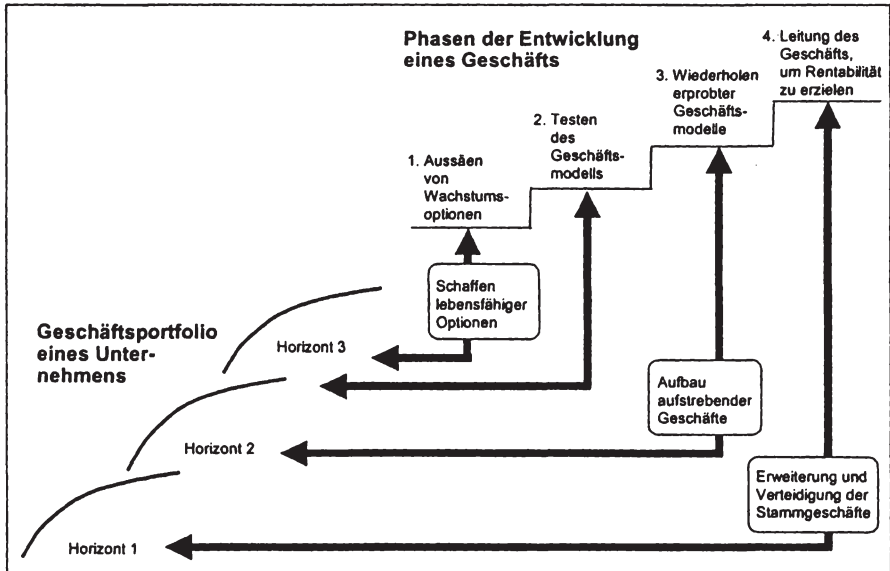 Phasen der Entwicklung
eines Geschäfts
4. Leitung des
Geschäfts,
um Rentabilität
zu erzielen
3. Wiederholen
erprobter
Geschäfts-
modelle
2. Testen
des
Geschäfts-
modells
1. Aussäen
von
Wachstums-
optionen
Schaffen
lebensfähiger
Optionen
Geschäftsportfolio
eines Unter-
nehmens
Horizont 3
Aufbau
aufstrebender
Geschäfte
Horizont 2
Erweiterung und
Verteidigung der
Stammgeschäfte
Horizont 1